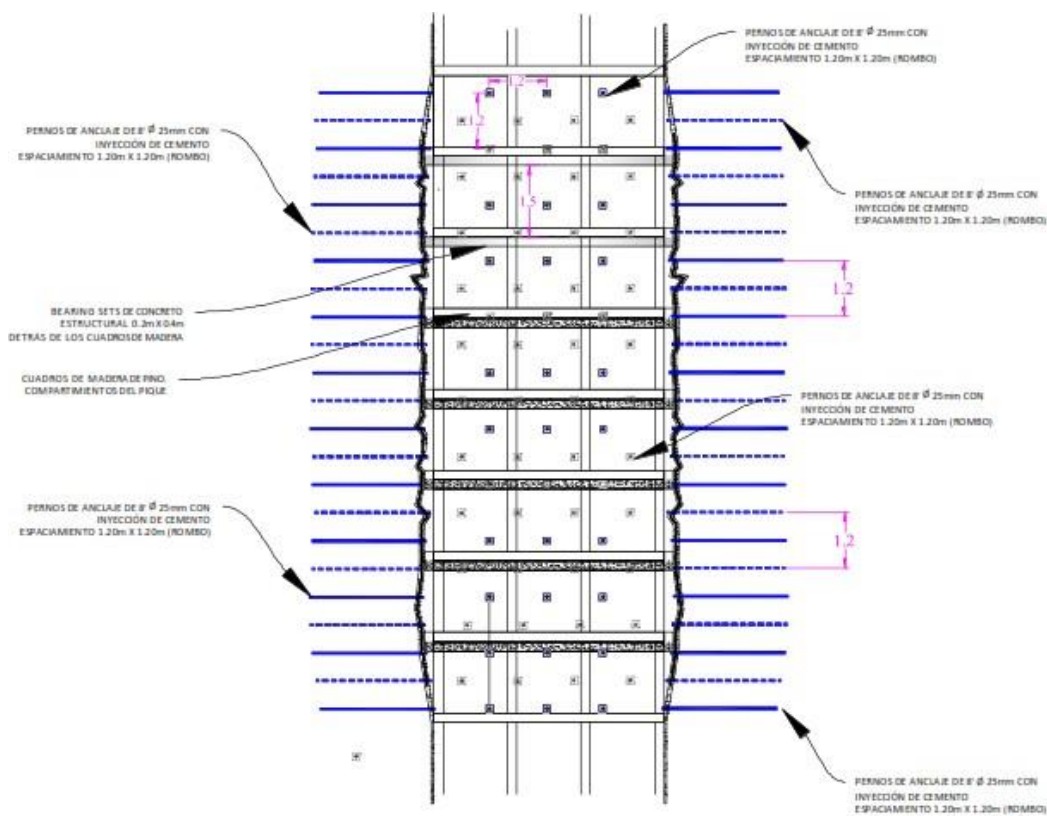 PERNOS DE ANCLAJE DE 8' Ø 25mm CON
INYECCIÓN DE CEMENTO
ESPACIAMIENTO 1.20m X 1.20m (ROMBO)
1.2
1.2
PERNOS DE ANCLAJE DE 8' Ø 25mm CON
INYECCIÓN DE CEMENTO
ESPACIAMIENTO 1.20m X 1.20m (ROMBO)
1.5
PERNOS DE ANCLAJE DE 8' Ø 25mm CON
INYECCIÓN DE CEMENTO
ESPACIAMIENTO 1.20m X 1.20m (ROMBO)
1.2
BEARING SETS DE CONCRETO
ESTRUCTURAL 0.2m X 0.4m
DETRAS DE LOS CUADROS DE MADERA
CUADROS DE MADERA DE PINO.
COMPARTIMIENTOS DEL PIQUE
PERNOS DE ANCLAJE DE 8' Ø 25mm CON
INYECCIÓN DE CEMENTO
ESPACIAMIENTO 1.20m X 1.20m (ROMBO)
PERNOS DE ANCLAJE DE 8' Ø 25mm CON
INYECCIÓN DE CEMENTO
ESPACIAMIENTO 1.20m X 1.20m (ROMBO)
1.2
PERNOS DE ANCLAJE DE 8' Ø 25mm CON
INYECCIÓN DE CEMENTO
ESPACIAMIENTO 1.20m X 1.20m (ROMBO)